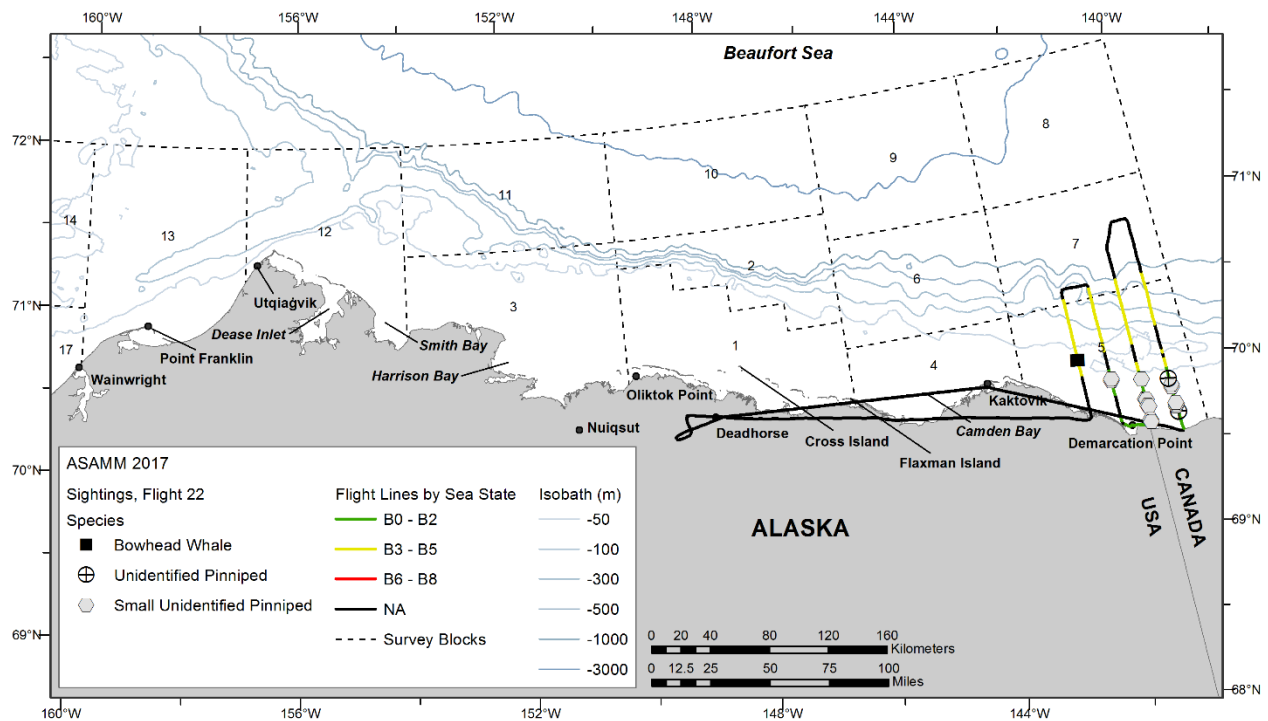 160°W
156°W
152°W
148°W
144°W
140°W
Beaufort Sea
72°N
71°N
70°N
69°N
71°N
70°N
69°N
68°N
8
9
10
11
14
13
12
7
2
6
3
17
1
5
4
Utqiaġvik
Dease Inlet
Smith Bay
Point Franklin
Harrison Bay
Wainwright
Oliktok Point
Kaktovik
Nuiqsut
Deadhorse
Cross Island
Camden Bay
Flaxman Island
Demarcation Point
ALASKA
USA
CANADA
ASAMM 2017
Sightings, Flight 22
Species
Bowhead Whale
Unidentified Pinniped
Small Unidentified Pinniped
Flight Lines by Sea State
B0 - B2
B3 - B5
B6 - B8
NA
Survey Blocks
Isobath (m)
-50
-100
-300
-500
-1000
-3000
0 20 40 80 120 160
Kilometers
0 12.5 25 50 75 100
Miles
160°W
156°W
152°W
148°W
144°W